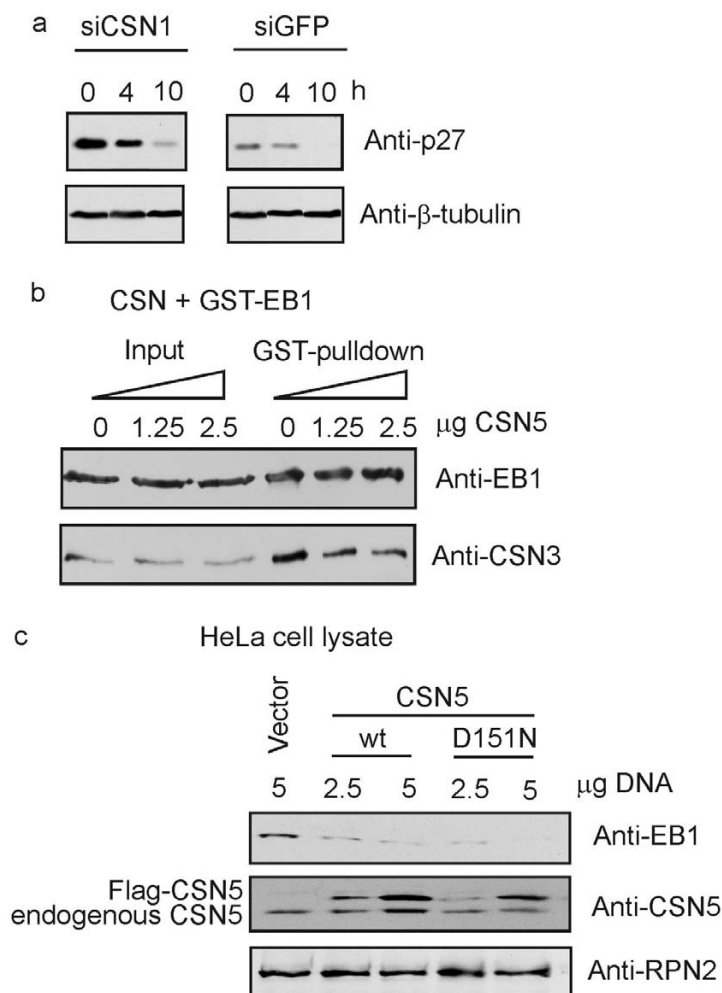 a
siCSN1 siGFP
0 4 10 0 4 10 h
Anti-p27
Anti-β-tubulin
b
CSN + GST-EB1
Input GST-pulldown
0 1.25 2.5 0 1.25 2.5 μg CSN5
Anti-EB1
Anti-CSN3
c
HeLa cell lysate
Vector
CSN5
wt D151N
5 2.5 5 2.5 5 μg DNA
Anti-EB1
Flag-CSN5
endogenous CSN5
Anti-CSN5
Anti-RPN2